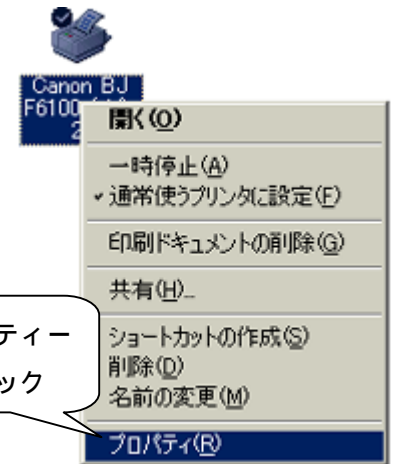 Canon BJ
F6100
2
開く(O)
一時停止(A)
通常使うプリンタに設定(F)
印刷ドキュメントの削除(G)
共有(H)...
ティー
ック
ショートカットの作成(S)
削除(D)
名前の変更(M)
プロパティ(R)